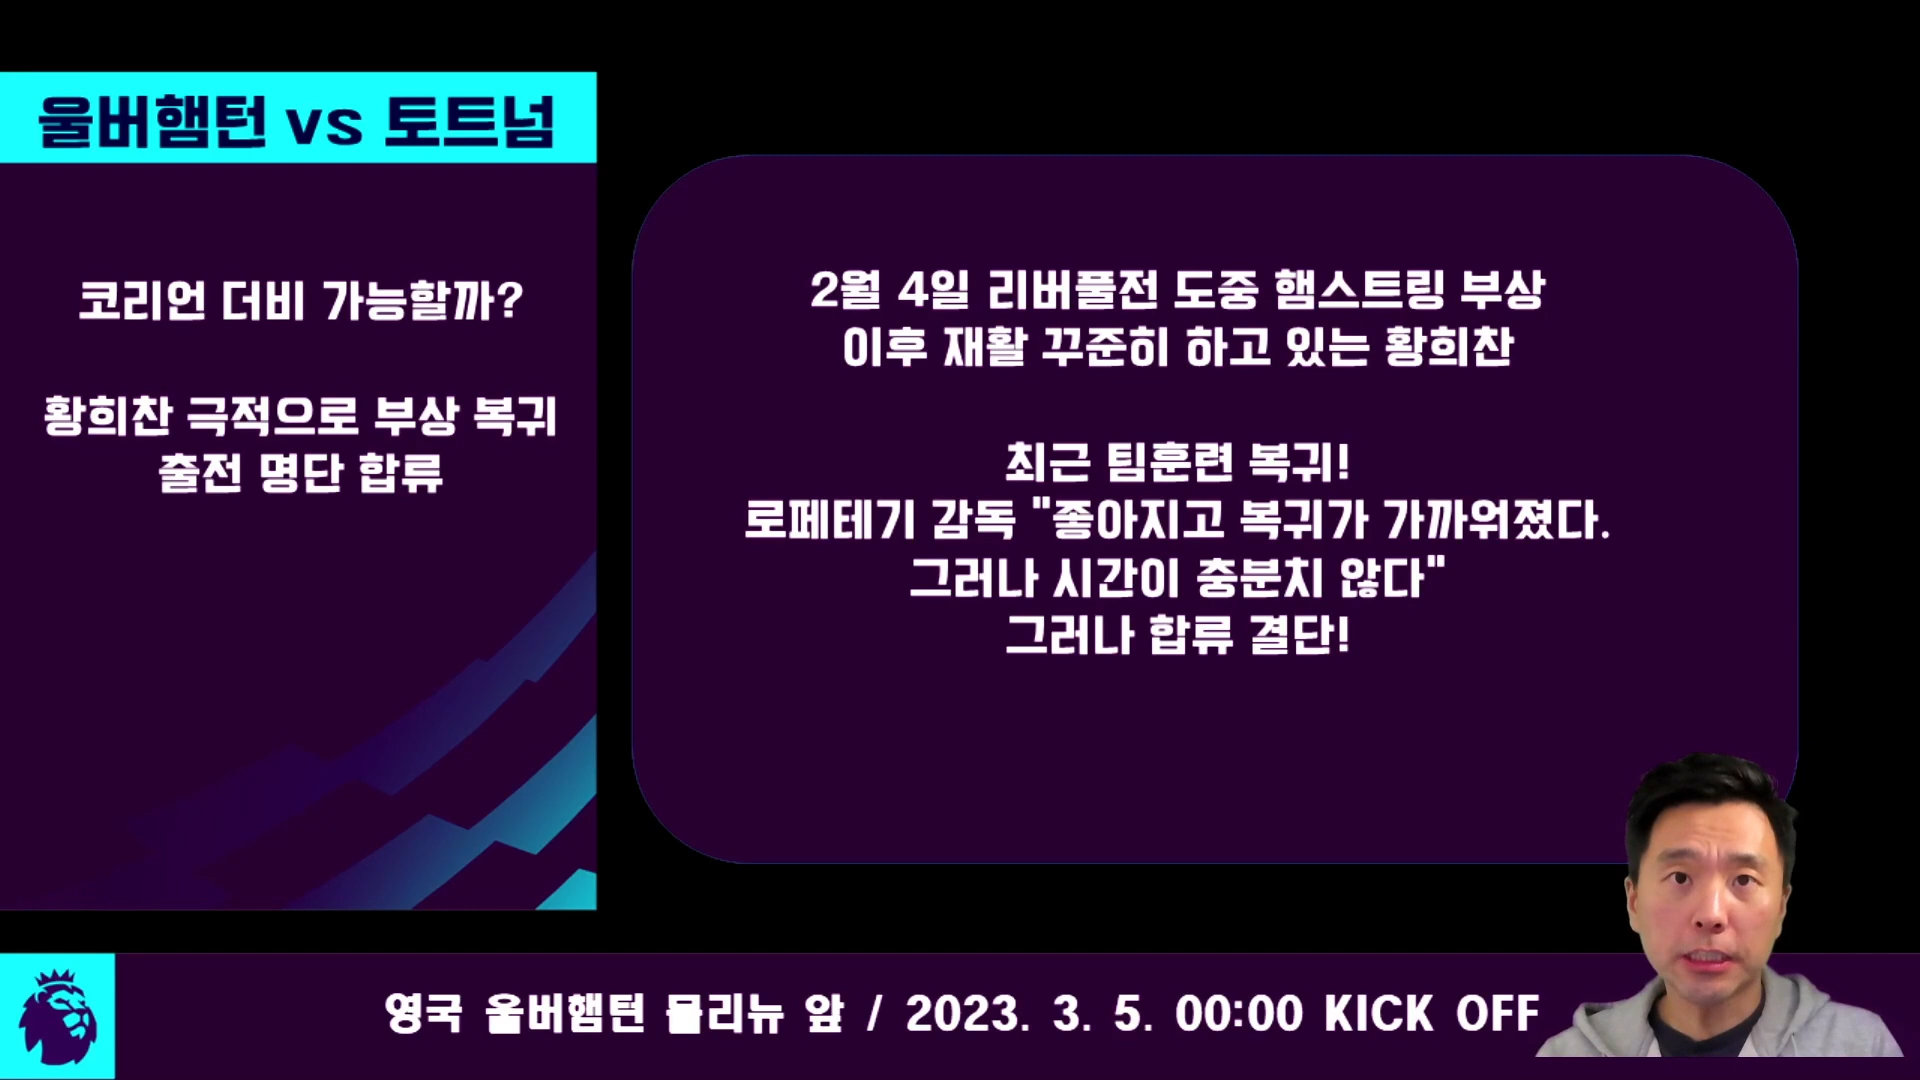 울버햄턴 vs 토트넘
코리언 더비 가능할까?
황희찬 극적으로 부상 복귀
출전 명단 합류
2월 4일 리버풀전 도중 햄스트링 부상
이후 재활 꾸준히 하고 있는 황희찬
최근 팀훈련 복귀!
로페테기 감독 "좋아지고 복귀가 가까워졌다.
그러나 시간이 충분치 않다"
그러나 합류 결단!
영국 울버햄턴 몰리뉴 앞 / 2023. 3. 5. 00:00 KICK OFF